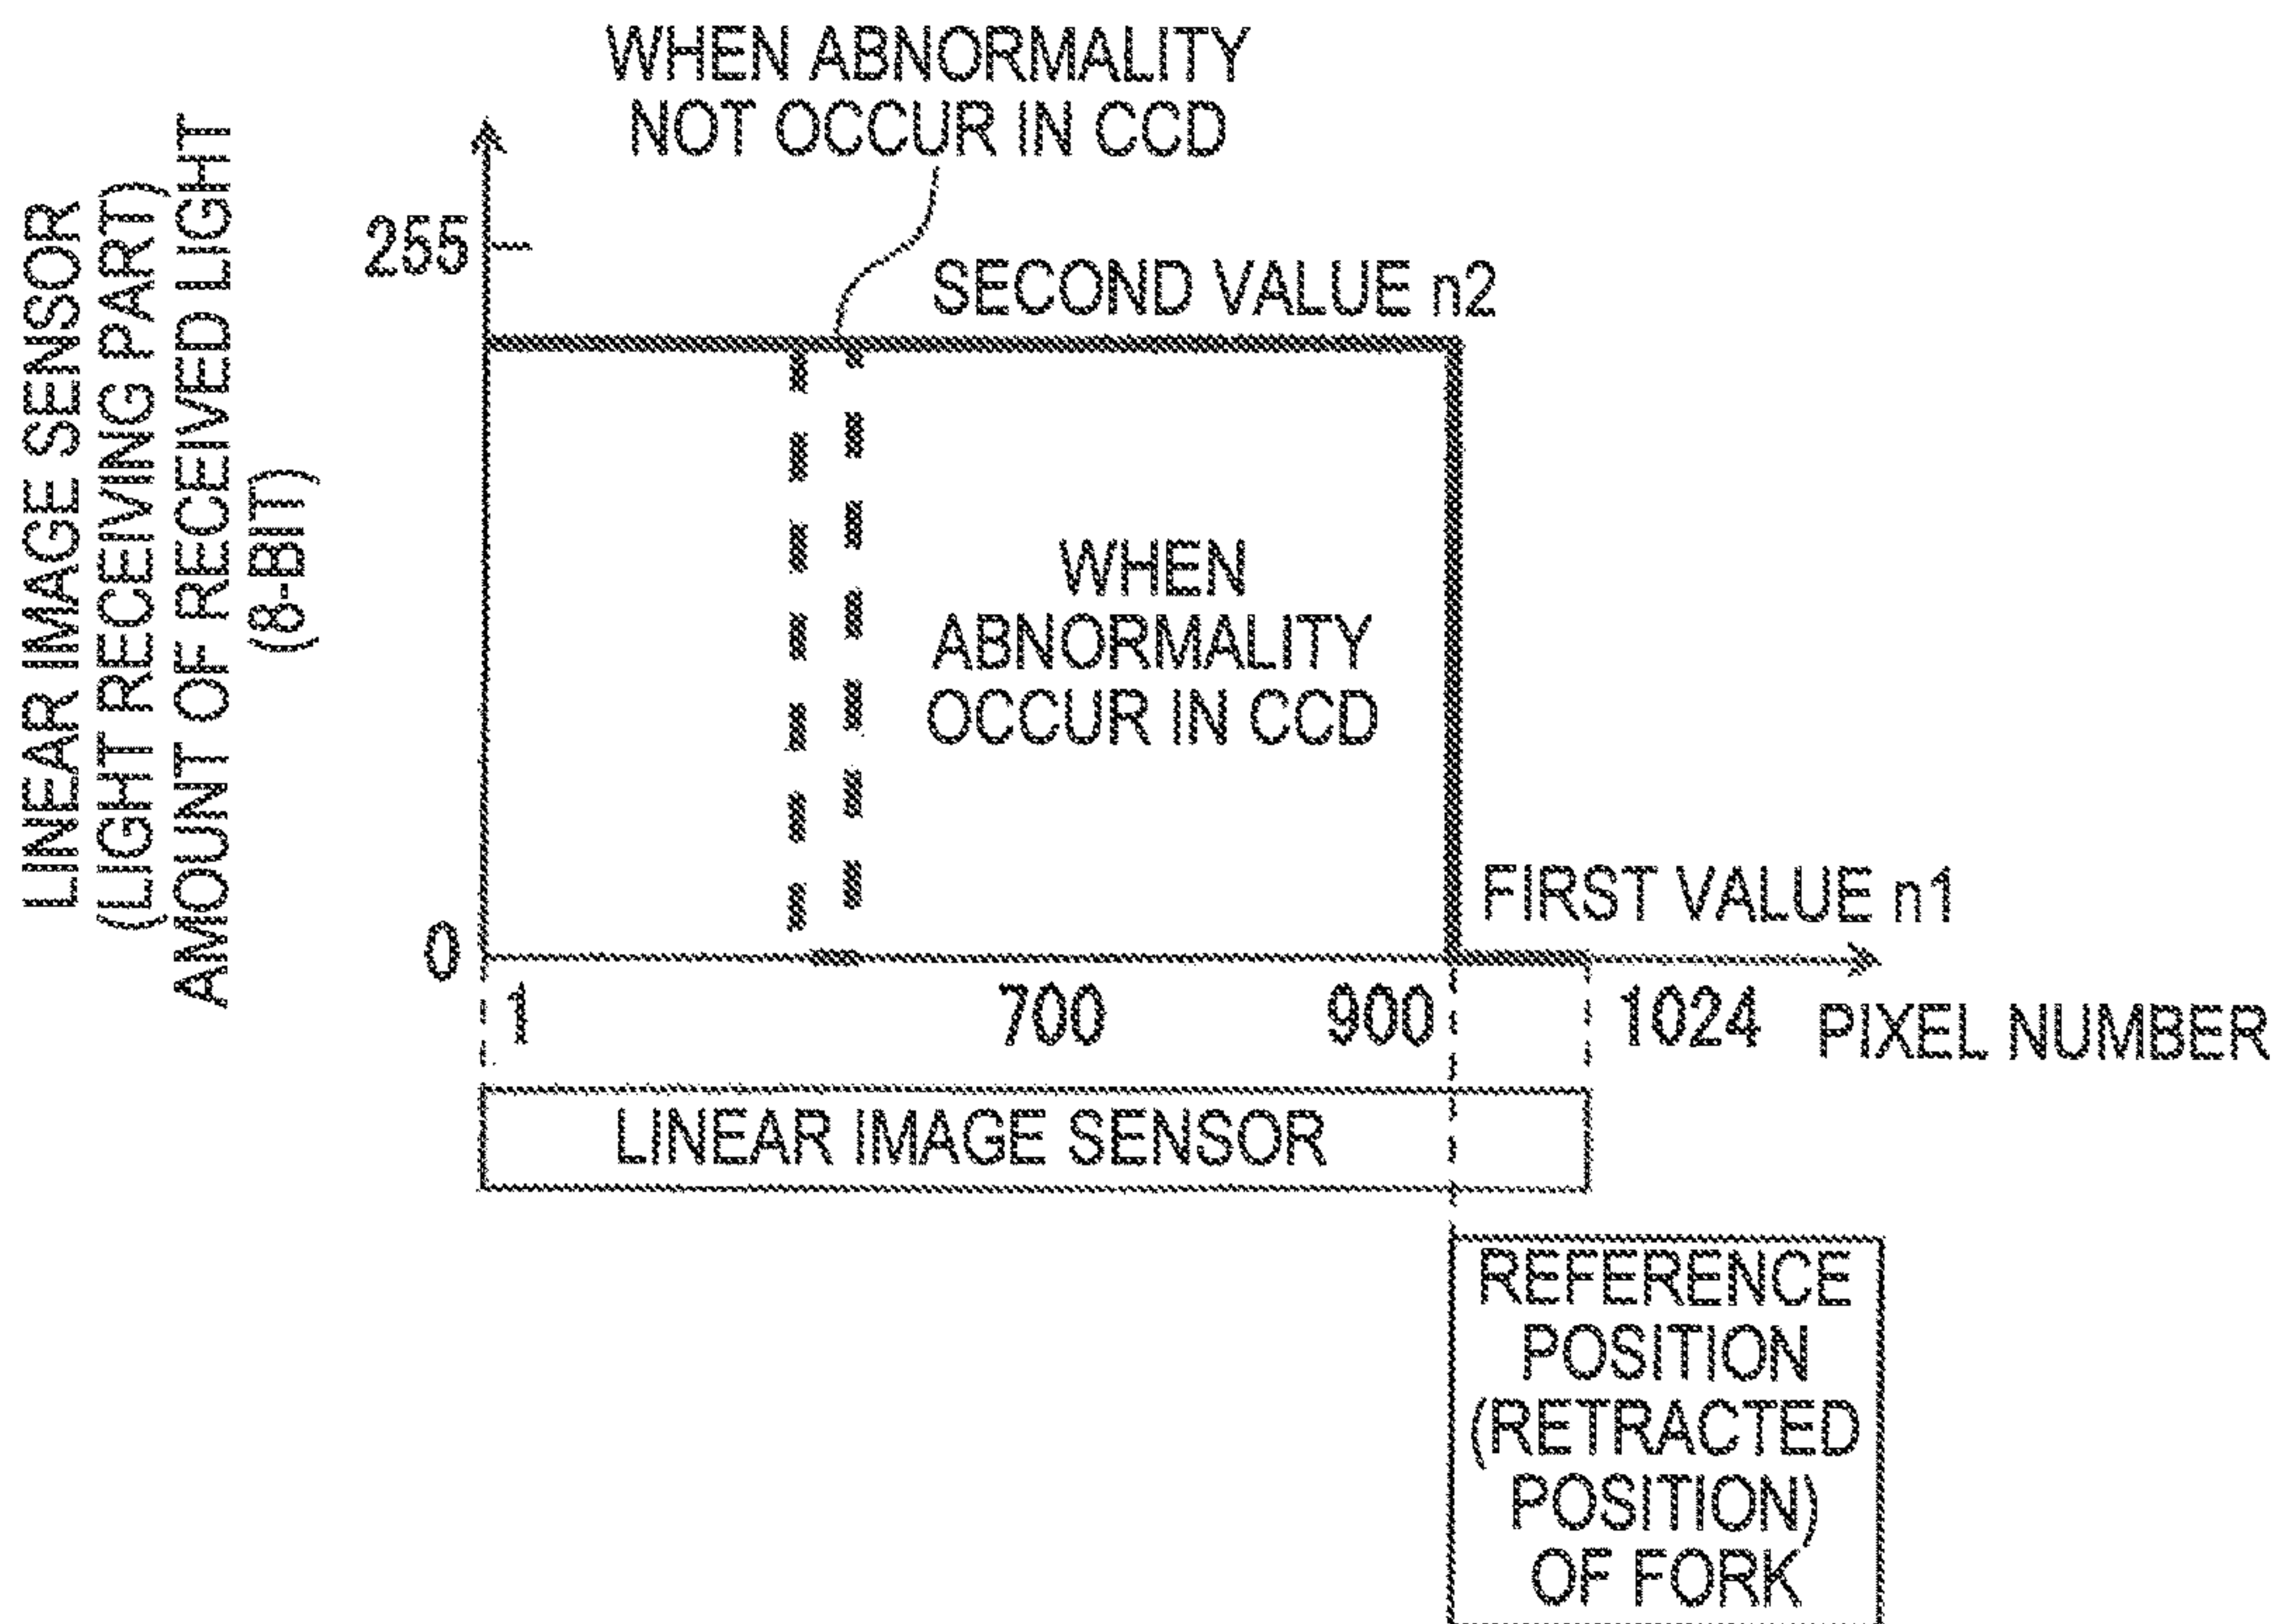 WHEN ABNORMALITY
NOT OCCUR IN CCD
LINEAR IMAGE SENSOR
(LIGHT RECEIVING PART)
AMOUNT OF RECEIVED LIGHT
(8-BIT)
255
SECOND VALUE n2
WHEN
ABNORMALITY
OCCUR IN CCD
FIRST VALUE n1
0
1
700
900
1024
PIXEL NUMBER
LINEAR IMAGE SENSOR
REFERENCE
POSITION
(RETRACTED
POSITION)
OF FORK